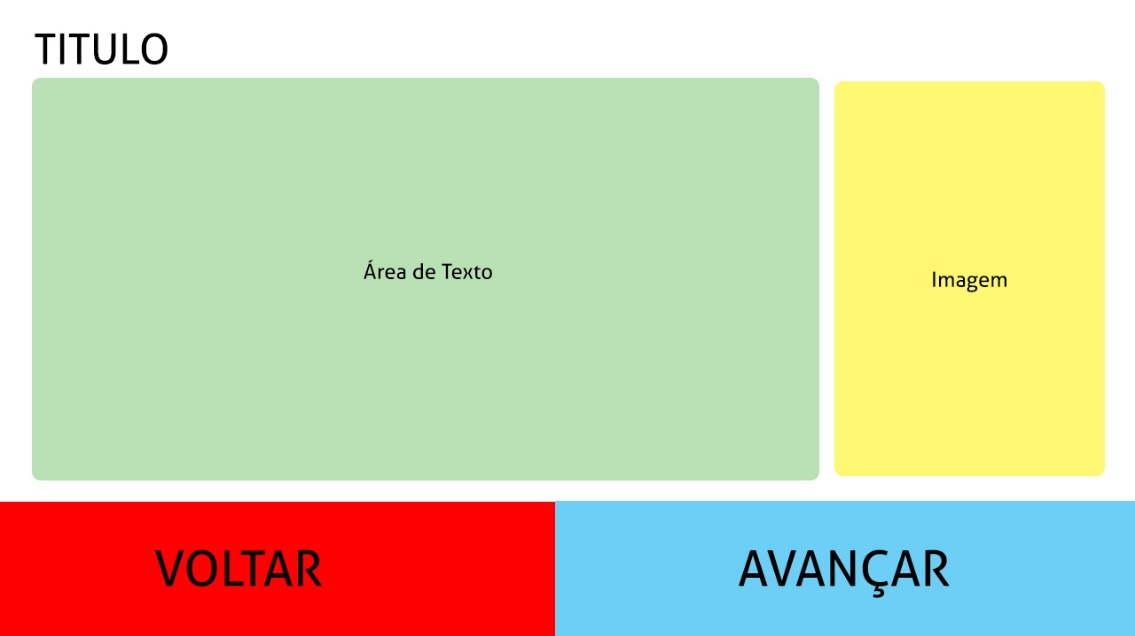 TITULO
Área de Texto
Imagem
VOLTAR
AVANÇAR